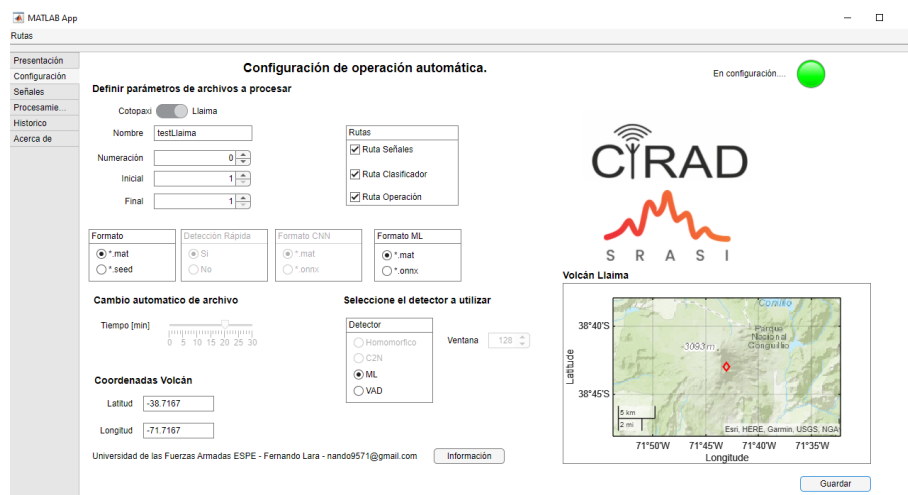 MATLAB App
Rutas
Presentación
Configuración
Señales
Procesamie...
Historico
Acerca de
Configuración de operación automática.
En configuración....
Definir parámetros de archivos a procesar
Cotopaxi Llaima
Nombre testLlaima
Numeración 0
Inicial 1
Final 1
Rutas
Ruta Señales
Ruta Clasificador
Ruta Operación
CIRAD
SRASI
Formato
*.mat
*.seed
Detección Rápida
Si
No
Formato CNN
*.mat
*.onnx
Formato ML
*.mat
*.onnx
Cambio automatico de archivo
Tiempo [min]
0 5 10 15 20 25 30
Seleccione el detector a utilizar
Detector
Homomorfico
C2N
ML
VAD
Ventana 128
Coordenadas Volcán
Latitud -38.7167
Longitud -71.7167
Volcán Llaima
38°40'S
38°45'S
Latitude
Parque
Nacional
Conguillio
3093m
5 km
2 mi
Esri, HERE, Garmin, USGS, NGA
71°50'W 71°45'W 71°40'W 71°35'W
Longitude
Universidad de las Fuerzas Armadas ESPE - Fernando Lara - nando9571@gmail.com
Información
Guardar